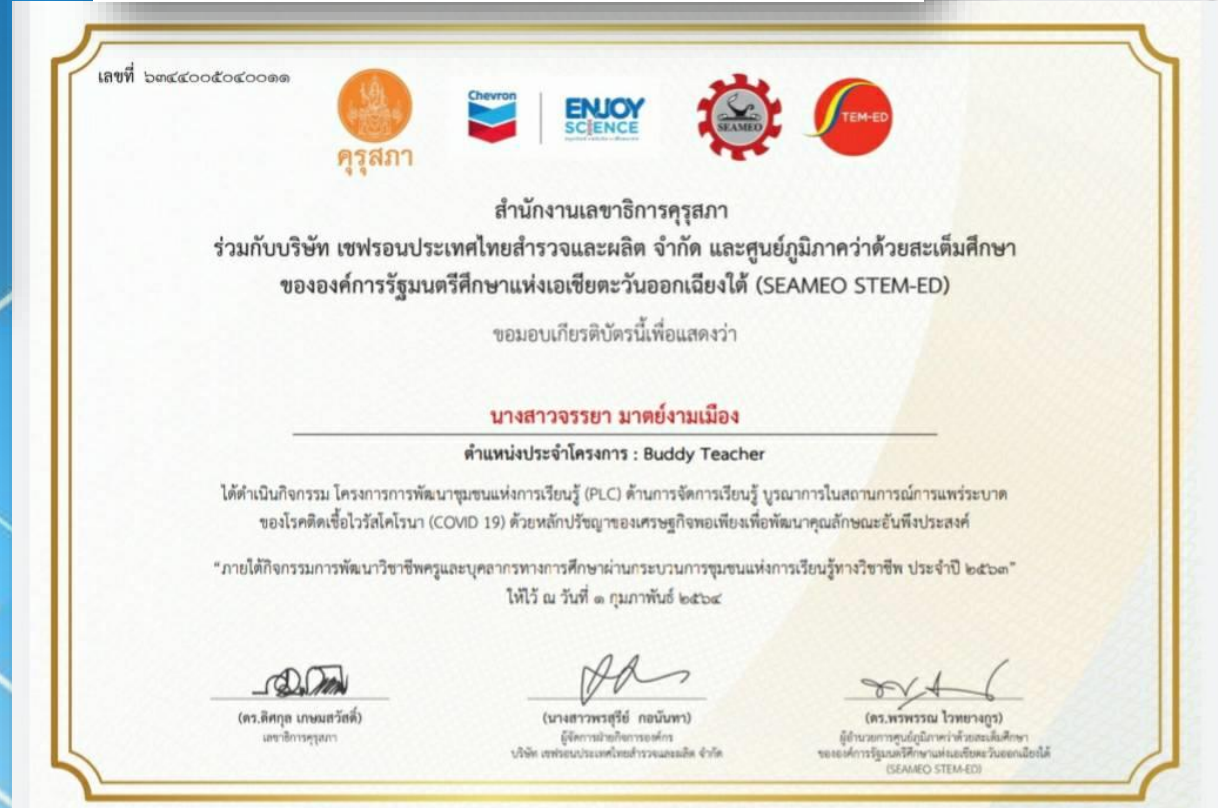 เลขที่ ๖๓๔๔๐๐๕๐๔๐๐๑๑
คุรุสภา
Chevron
ENJOY
SCIENCE
SEAMEO
STEM-ED
สำนักงานเลขาธิการคุรุสภา
ร่วมกับบริษัท เชฟรอนประเทศไทยสำรวจและผลิต จำกัด และศูนย์ภูมิภาคว่าด้วยสะเต็มศึกษา
ขององค์การรัฐมนตรีศึกษาแห่งเอเชียตะวันออกเฉียงใต้ (SEAMEO STEM-ED)
ขอมอบเกียรติบัตรนี้เพื่อแสดงว่า
นางสาวจรรยา มาตย์งามเมือง
ตำแหน่งประจำโครงการ : Buddy Teacher
ได้ดำเนินกิจกรรม โครงการการพัฒนาชุมชนแห่งการเรียนรู้ (PLC) ด้านการจัดการเรียนรู้ บูรณาการในสถานการณ์การแพร่ระบาด
ของโรคติดเชื้อไวรัสโคโรนา (COVID 19) ด้วยหลักปรัชญาของเศรษฐกิจพอเพียงเพื่อพัฒนาคุณลักษณะอันพึงประสงค์
“ภายใต้กิจกรรมการพัฒนาวิชาชีพครูและบุคลากรทางการศึกษาผ่านกระบวนการชุมชนแห่งการเรียนรู้ทางวิชาชีพ ประจำปี ๒๕๖๓”
ให้ไว้ ณ วันที่ ๑ กุมภาพันธ์ ๒๕๖๔
(ดร.ดิศกุล เกษมสวัสดิ์)
เลขาธิการคุรุสภา
(นางสาวพรสุรีย์ กอนันทา)
ผู้จัดการฝ่ายกิจการองค์กร
บริษัท เชฟรอนประเทศไทยสำรวจและผลิต จำกัด
(ดร.พรพรรณ ไวทยางกูร)
ผู้อำนวยการศูนย์ภูมิภาคว่าด้วยสะเต็มศึกษา
ขององค์การรัฐมนตรีศึกษาแห่งเอเชียตะวันออกเฉียงใต้
(SEAMEO STEM-ED)